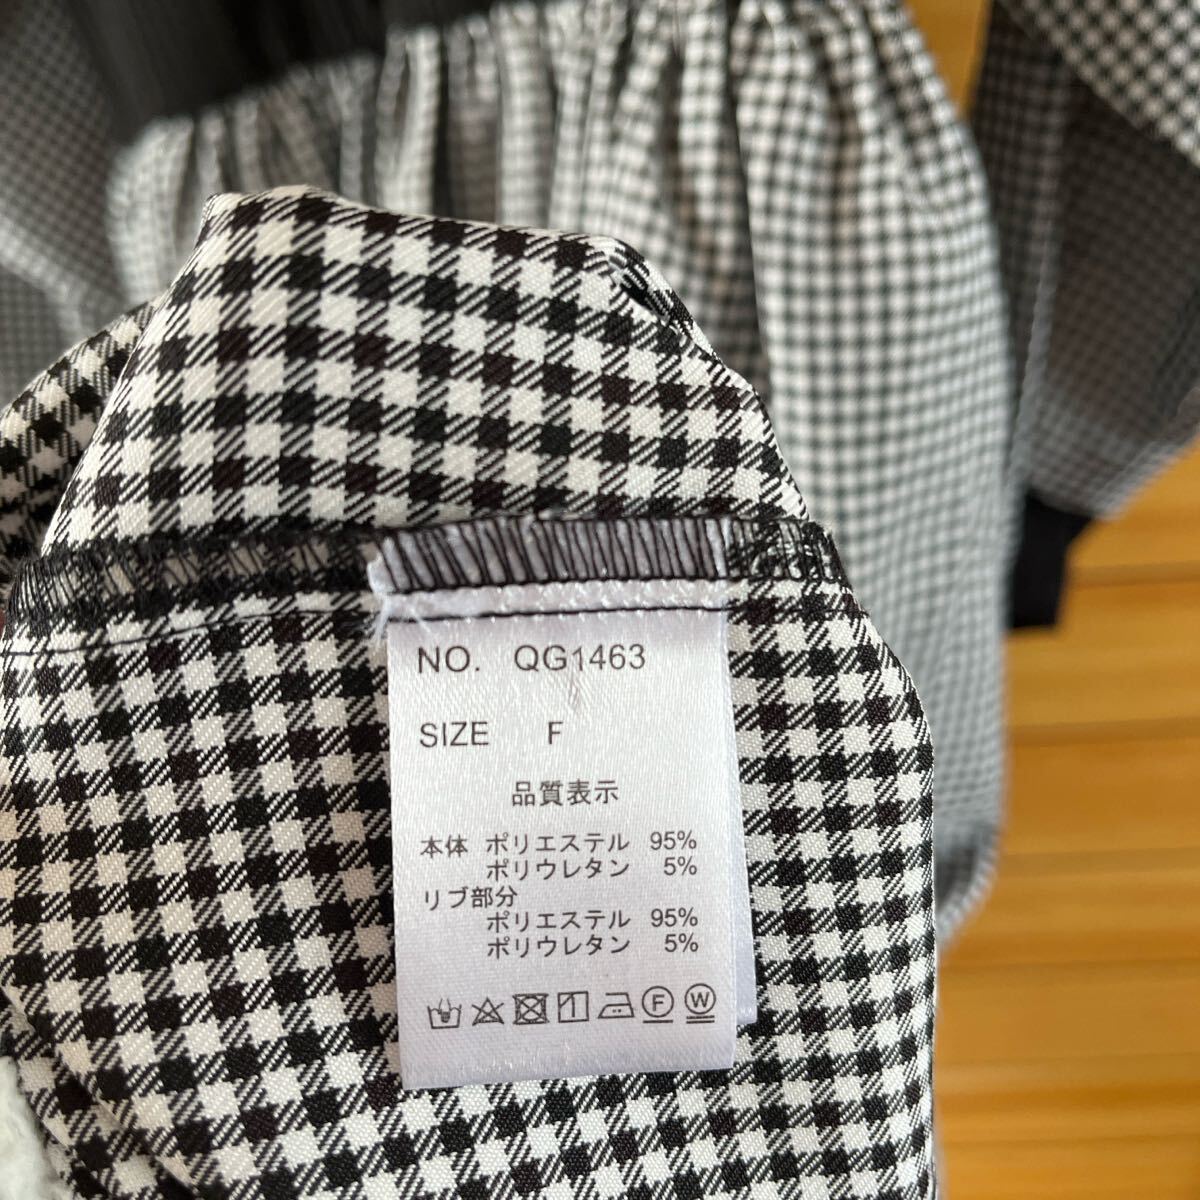 NO. QG1463
SIZE F
品質表示
本体 ポリエステル 95%
ポリウレタン 5%
リブ部分
ポリエステル 95%
ポリウレタン 5%
F W